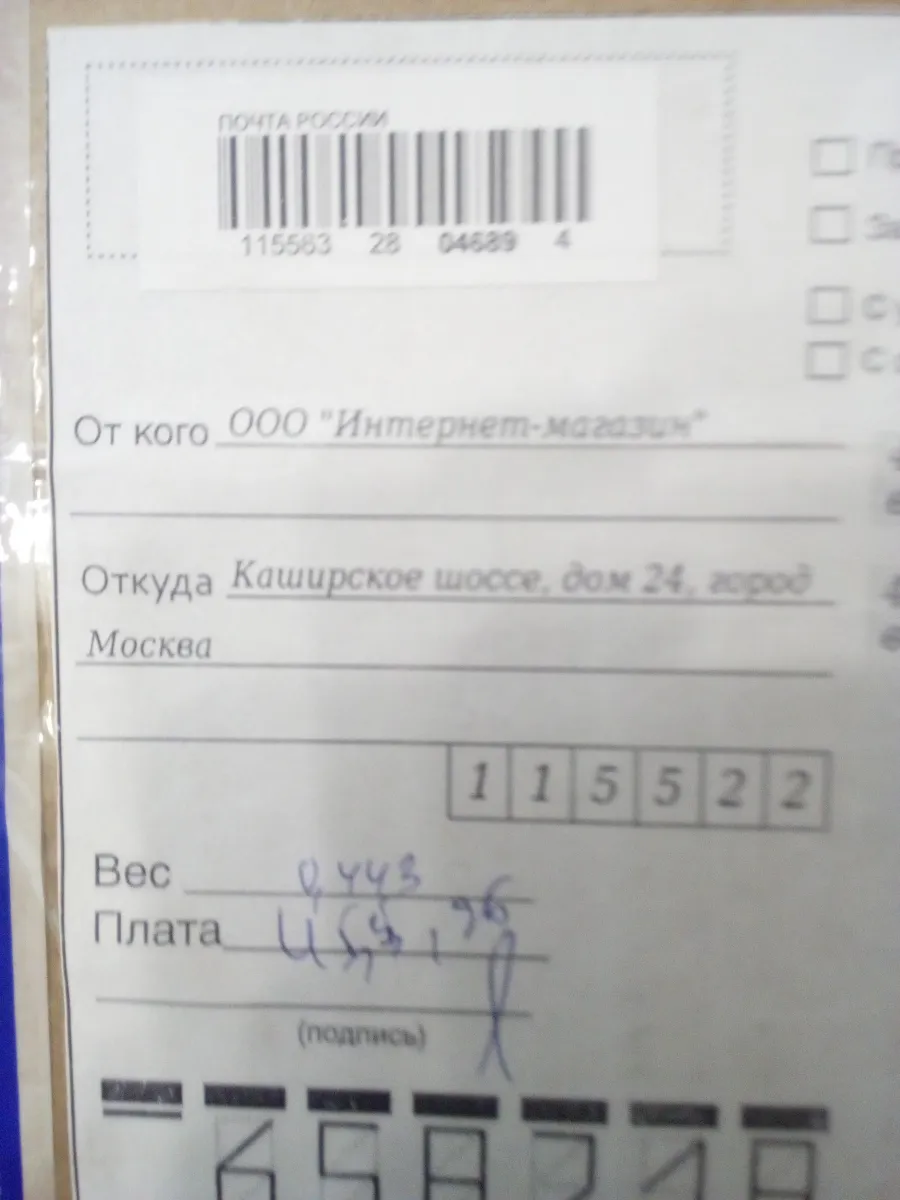 ПОЧТА РОССИИ
115563 28 04689 4
От кого ООО "Интернет-магазин"
Откуда Каширское шоссе, дом 24, город
Москва
115522
Вес 0,443
Плата
(подпись)